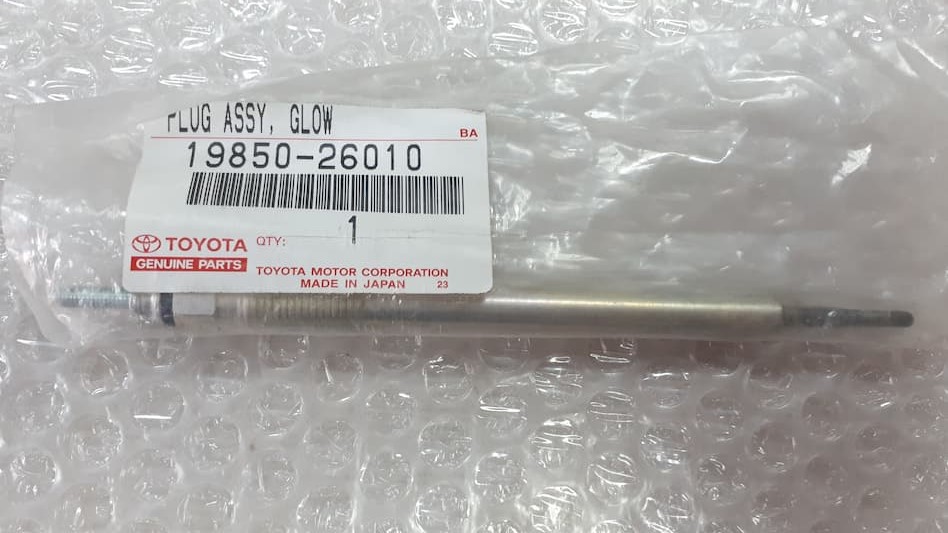 PLUG ASSY, GLOW
BA
19850-26010
QTY: 1
TOYOTA
GENUINE PARTS
TOYOTA MOTOR CORPORATION
MADE IN JAPAN 23